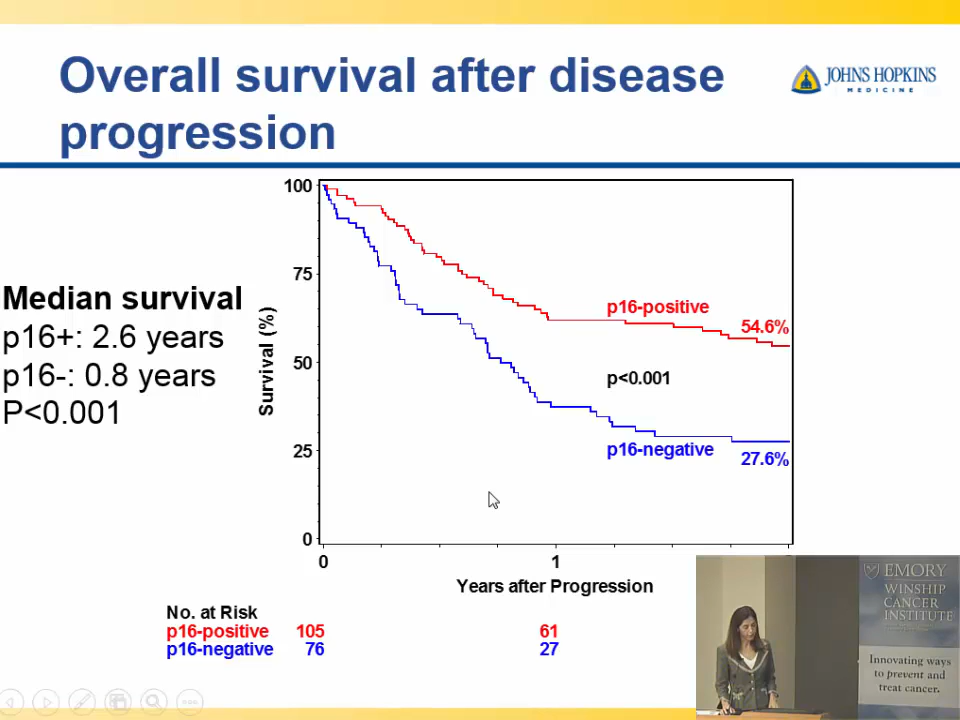 Overall survival after disease
progression
JOHNS HOPKINS
MEDICINE
Median survival
p16+: 2.6 years
p16-: 0.8 years
P<0.001
Survival (%)
100
75
50
25
0
p16-positive
54.6%
p<0.001
p16-negative
27.6%
0
1
Years after Progression
No. at Risk
p16-positive 105 61
p16-negative 76 27
EMORY
WINSHIP
CANCER
INSTITUTE
Innovating ways
to prevent and
treat cancer.